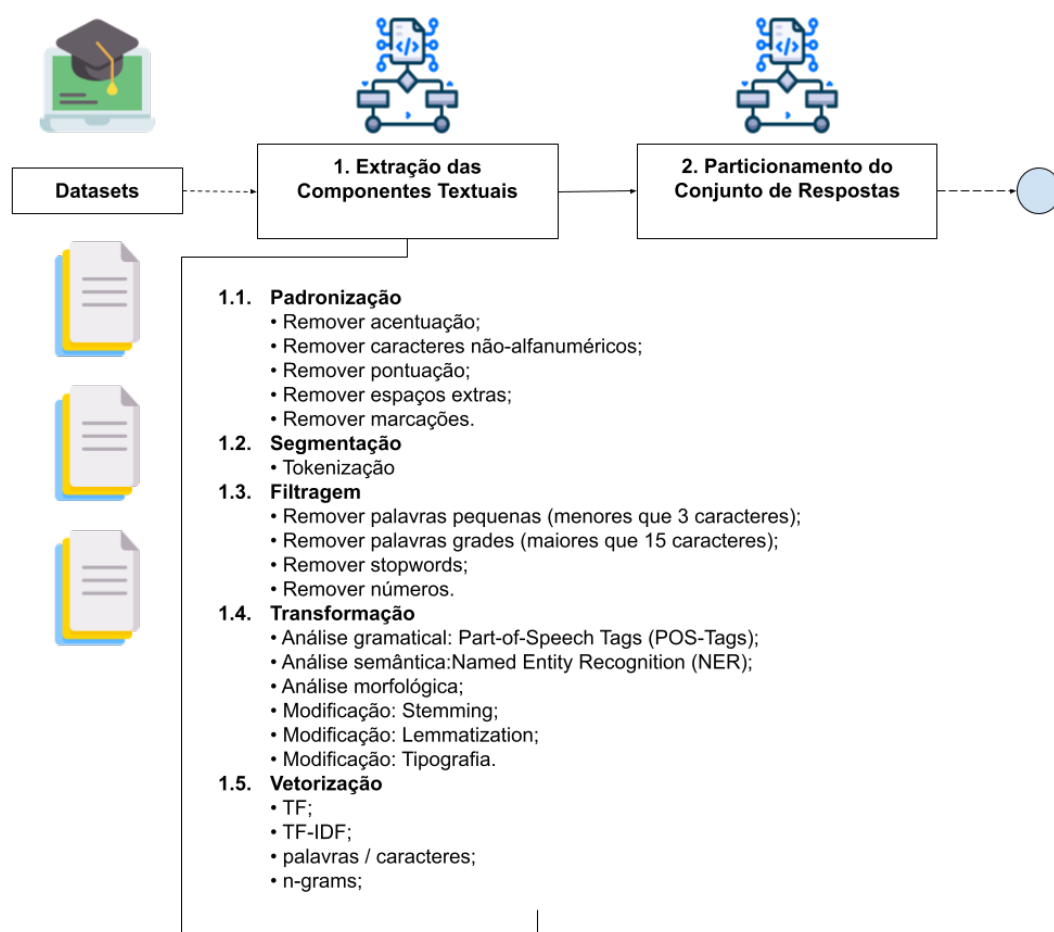 Datasets
1. Extração das
Componentes Textuais
2. Particionamento do
Conjunto de Respostas
1.1. Padronização
• Remover acentuação;
• Remover caracteres não-alfanuméricos;
• Remover pontuação;
• Remover espaços extras;
• Remover marcações.
1.2. Segmentação
• Tokenização
1.3. Filtragem
• Remover palavras pequenas (menores que 3 caracteres);
• Remover palavras grades (maiores que 15 caracteres);
• Remover stopwords;
• Remover números.
1.4. Transformação
• Análise gramatical: Part-of-Speech Tags (POS-Tags);
• Análise semântica:Named Entity Recognition (NER);
• Análise morfológica;
• Modificação: Stemming;
• Modificação: Lemmatization;
• Modificação: Tipografia.
1.5. Vetorização
• TF;
• TF-IDF;
• palavras / caracteres;
• n-grams;